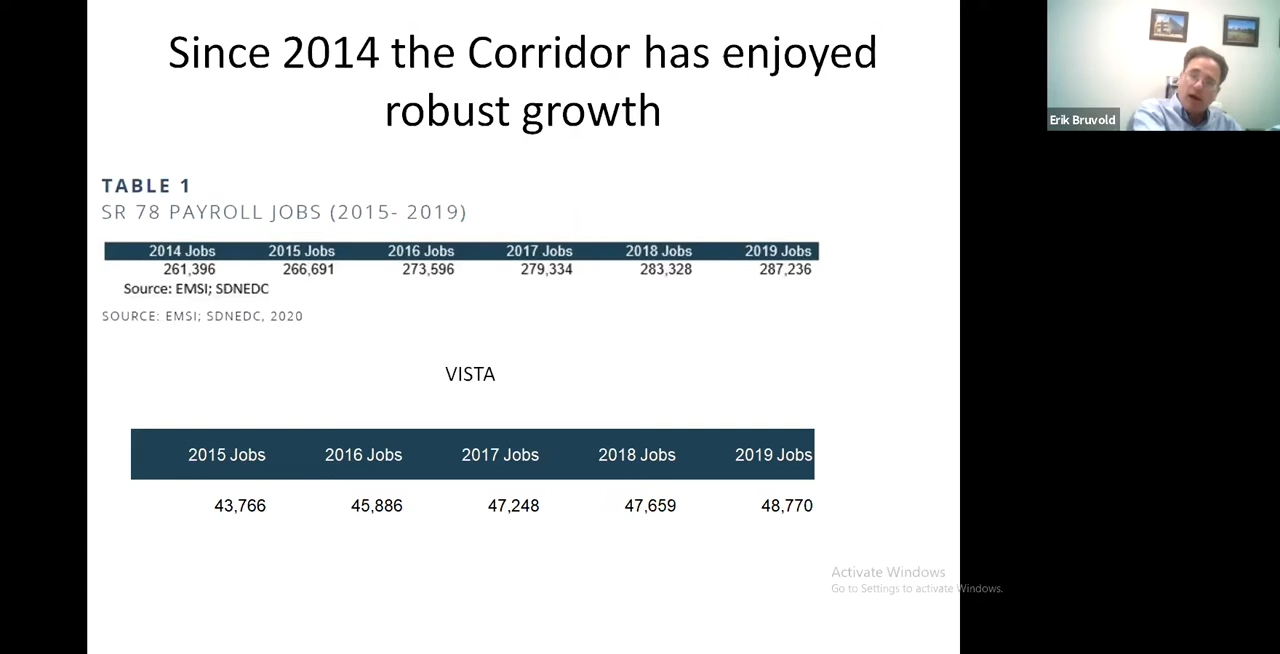 Since 2014 the Corridor has enjoyed
robust growth
TABLE 1
SR 78 PAYROLL JOBS (2015- 2019)
2014 Jobs 2015 Jobs 2016 Jobs 2017 Jobs 2018 Jobs 2019 Jobs
261,396 266,691 273,596 279,334 283,328 287,236
Source: EMSI; SDNEDC
SOURCE: EMSI; SDNEDC, 2020
VISTA
2015 Jobs 2016 Jobs 2017 Jobs 2018 Jobs 2019 Jobs
43,766 45,886 47,248 47,659 48,770
Activate Windows
Go to Settings to activate Windows.
Erik Bruvold